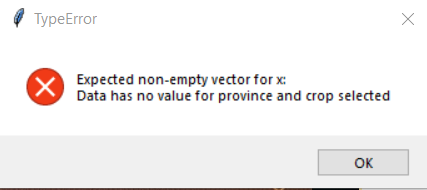 TypeError
Expected non-empty vector for x:
Data has no value for province and crop selected
OK